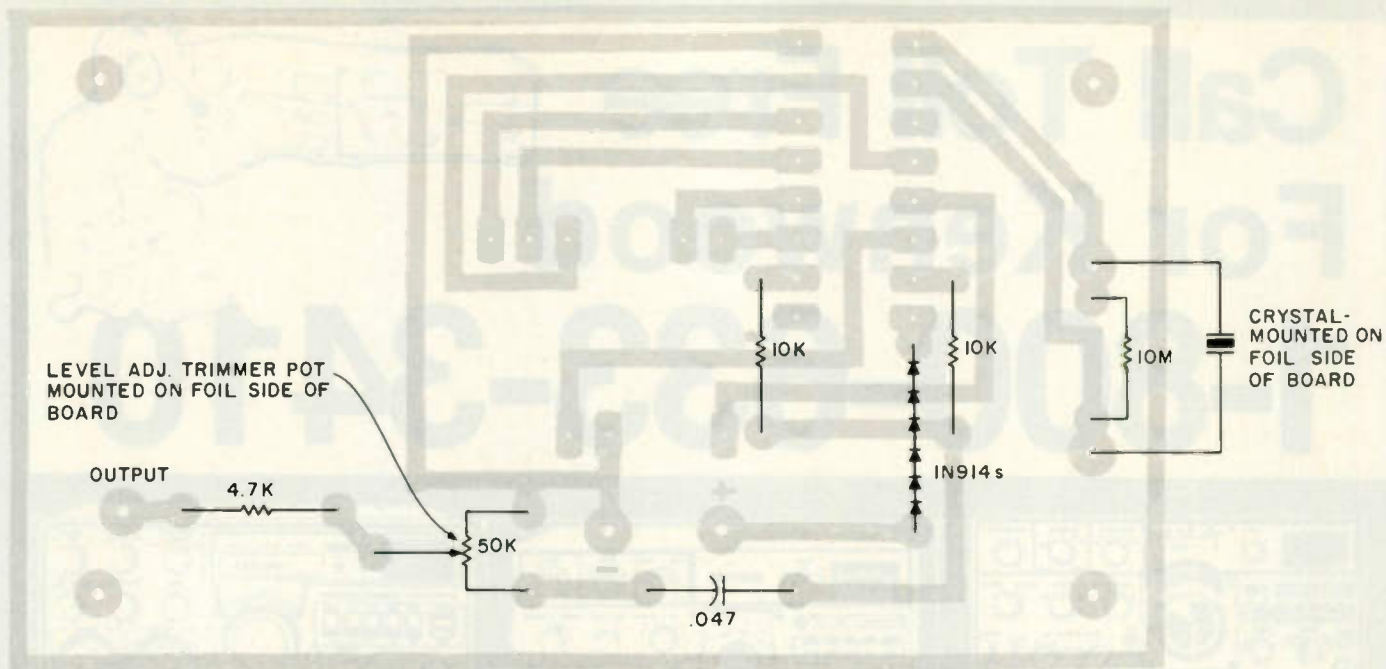 LEVEL ADJ. TRIMMER POT
MOUNTED ON FOIL SIDE OF
BOARD
OUTPUT
4.7K
50K
+
-
.047
10K
10K
IN914s
10M
CRYSTAL-
MOUNTED ON
FOIL SIDE
OF BOARD